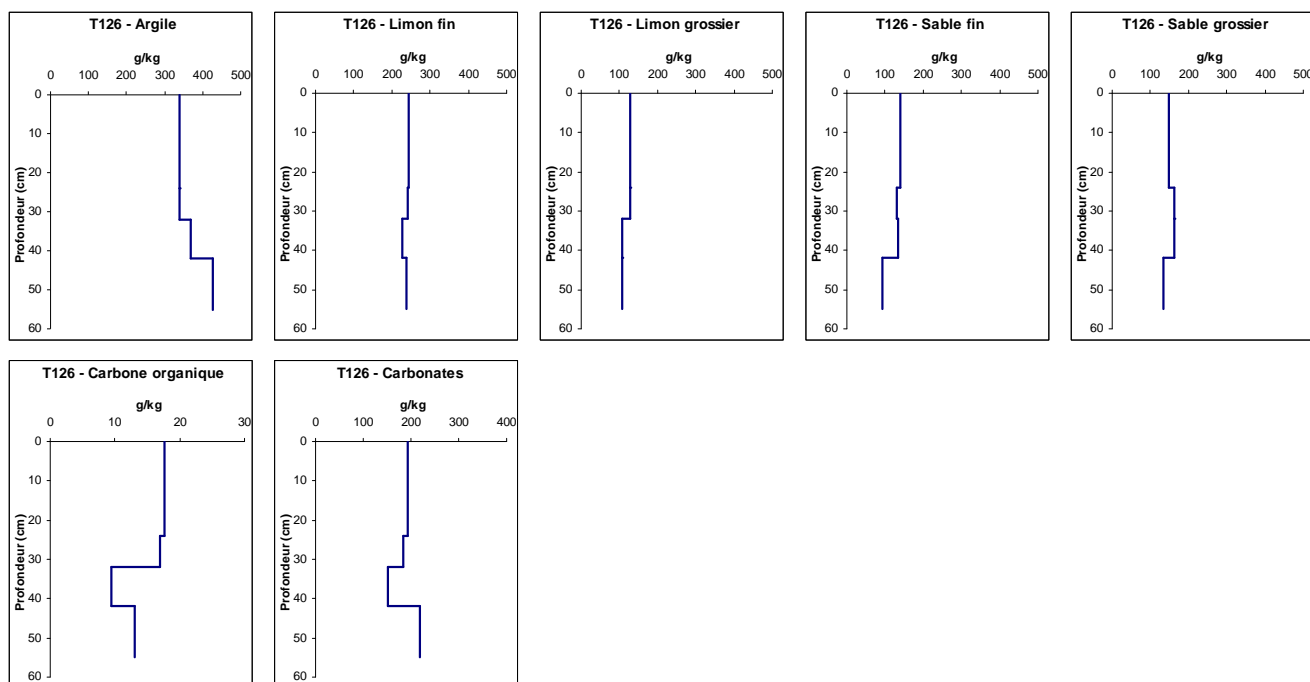 T126 - Argile
g/kg
0 100 200 300 400 500
Profondeur (cm)
0
10
20
30
40
50
60
T126 - Limon fin
g/kg
0 100 200 300 400 500
Profondeur (cm)
0
10
20
30
40
50
60
T126 - Limon grossier
g/kg
0 100 200 300 400 500
Profondeur (cm)
0
10
20
30
40
50
60
T126 - Sable fin
g/kg
0 100 200 300 400 500
Profondeur (cm)
0
10
20
30
40
50
60
T126 - Sable grossier
g/kg
0 100 200 300 400 500
Profondeur (cm)
0
10
20
30
40
50
60
T126 - Carbone organique
g/kg
0 10 20 30
Profondeur (cm)
0
10
20
30
40
50
60
T126 - Carbonates
g/kg
0 100 200 300 400
Profondeur (cm)
0
10
20
30
40
50
60